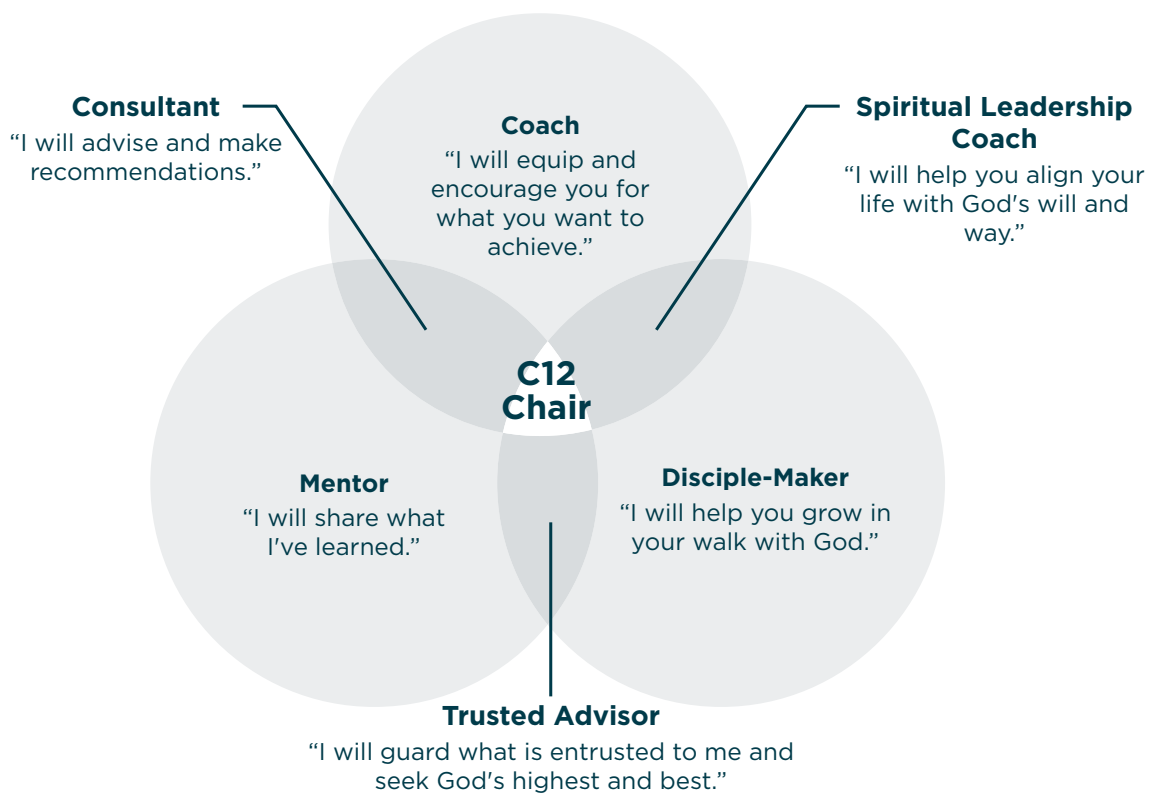 Consultant
“I will advise and make
recommendations.”
Coach
“I will equip and
encourage you for
what you want to
achieve.”
Spiritual Leadership
Coach
“I will help you align your
life with God's will and
way.”
C12
Chair
Mentor
“I will share what
I've learned.”
Disciple-Maker
“I will help you grow in
your walk with God.”
Trusted Advisor
“I will guard what is entrusted to me and
seek God's highest and best.”